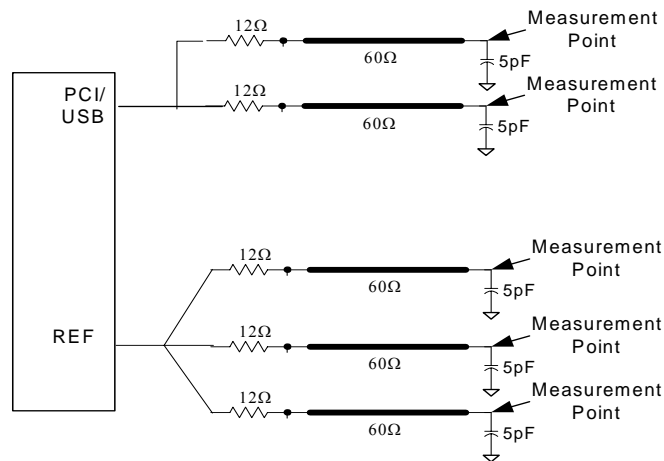 Measurement
Point
12Ω
60Ω
5pF
PCI/
USB
Measurement
Point
12Ω
60Ω
5pF
Measurement
Point
12Ω
60Ω
5pF
REF
Measurement
Point
12Ω
60Ω
5pF
Measurement
Point
12Ω
60Ω
5pF